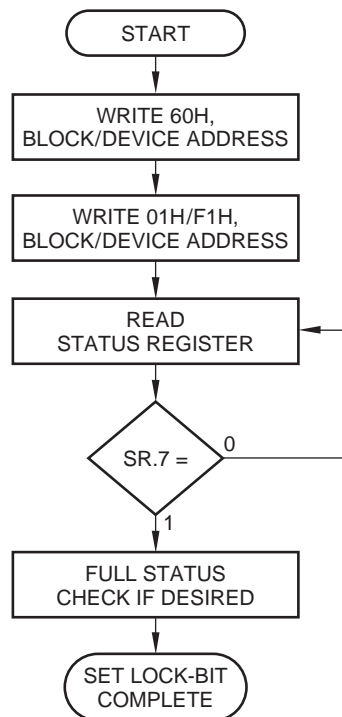 START
WRITE 60H,
BLOCK/DEVICE ADDRESS
WRITE 01H/F1H,
BLOCK/DEVICE ADDRESS
READ
STATUS REGISTER
SR.7 =
0
1
FULL STATUS
CHECK IF DESIRED
SET LOCK-BIT
COMPLETE